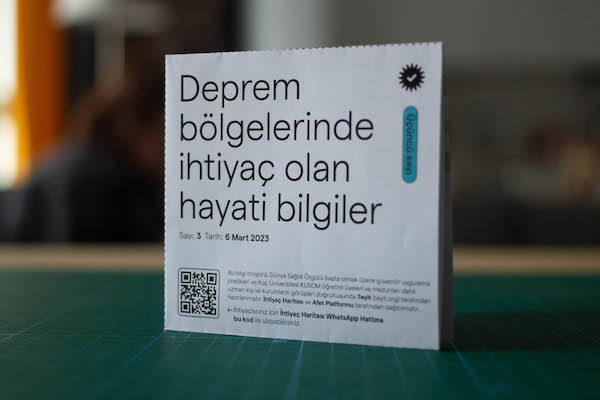 Deprem
bölgelerinde
ihtiyaç olan
hayati bilgiler
Üçüncü sayı
Sayı: 3 Tarih: 6 Mart 2023
Bu bilgi broşürü, Dünya Sağlık Örgütü başta olmak üzere güvenilir uygulama
pratikleri ve Koç Üniversitesi KUSOM öğretim üyeleri ve mezunları dahil
uzman kişi ve kurumların görüşleri doğrultusunda Teyit (teyit.org) tarafından
hazırlanmıştır. İhtiyaç Haritası ve Afet Platformu tarafından dağıtılmaktadır.
← İhtiyaçlarınız için İhtiyaç Haritası WhatsApp Hattına
bu kod ile ulaşabilirsiniz.